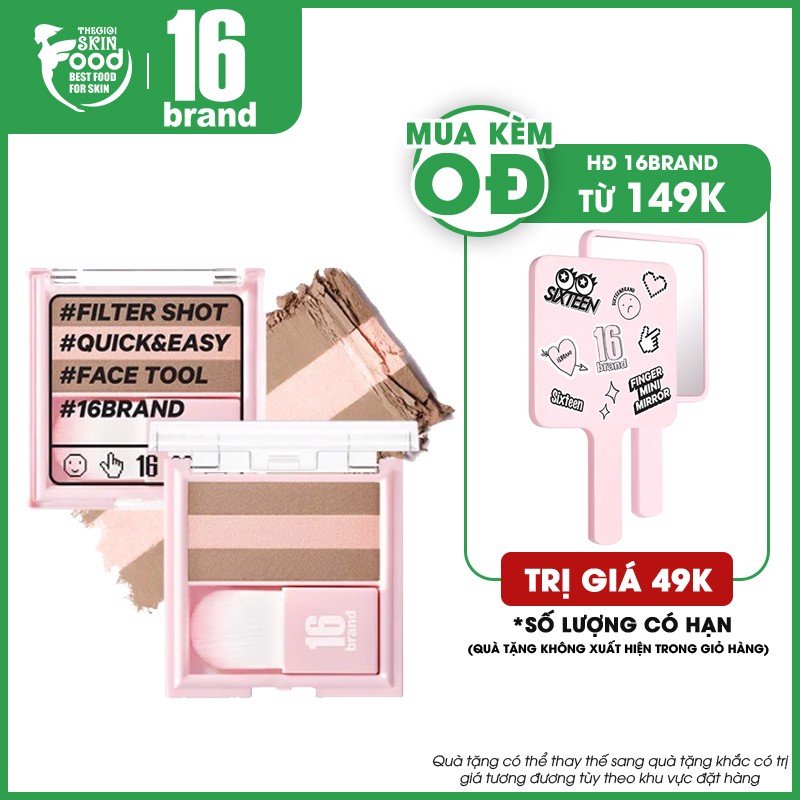 THEGIOI
SKIN
Food
BEST FOOD
FOR SKIN
16
brand
MUA KÈM
0Đ
HĐ 16BRAND
TỪ 149K
#FILTER SHOT
#QUICK&EASY
#FACE TOOL
#16BRAND
16
16
brand
SIXTEEN
SIXTEENBRAND
16
brand
Sixteen
FINGER
MINI
MIRROR
TRỊ GIÁ 49K
*SỐ LƯỢNG CÓ HẠN
(QUÀ TẶNG KHÔNG XUẤT HIỆN TRONG GIỎ HÀNG)
Quà tặng có thể thay thế sang quà tặng khắc có trị
giá tương đương tùy theo khu vực đặt hàng